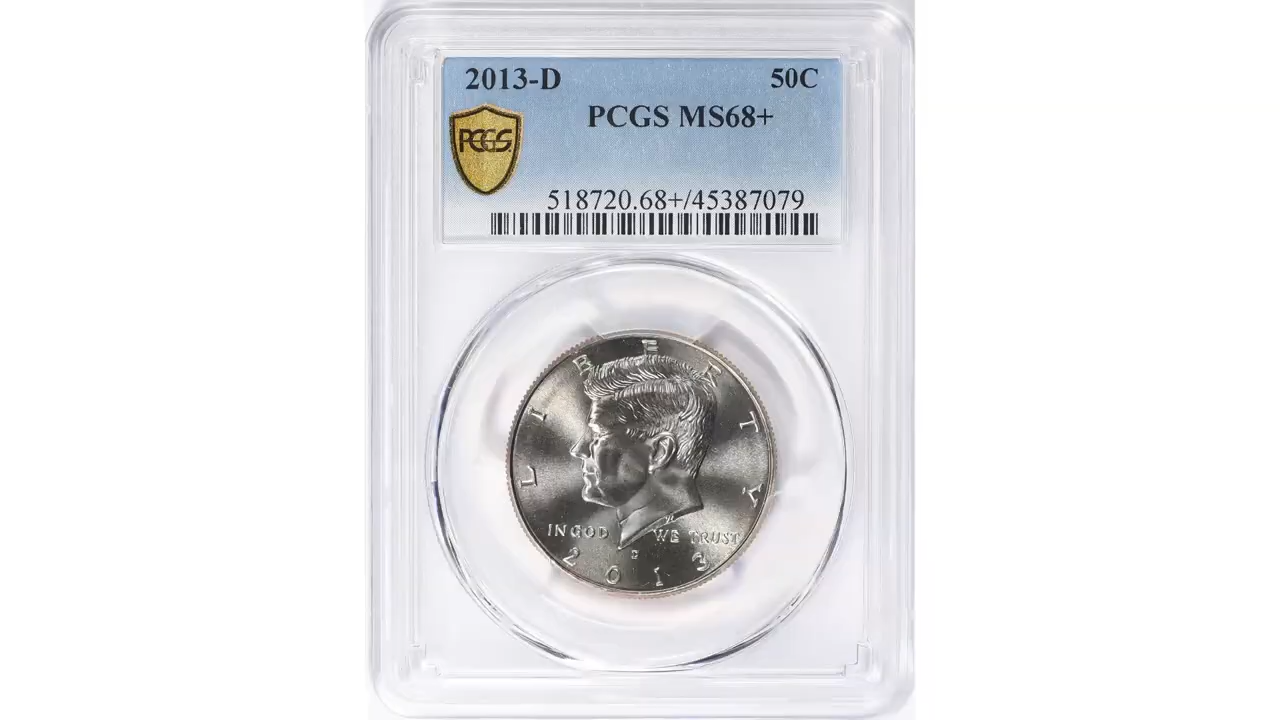 2013-D 50C
PCGS MS68+
PCGS
518720.68+/45387079
LIBERTY
IN GOD WE TRUST
D
2013